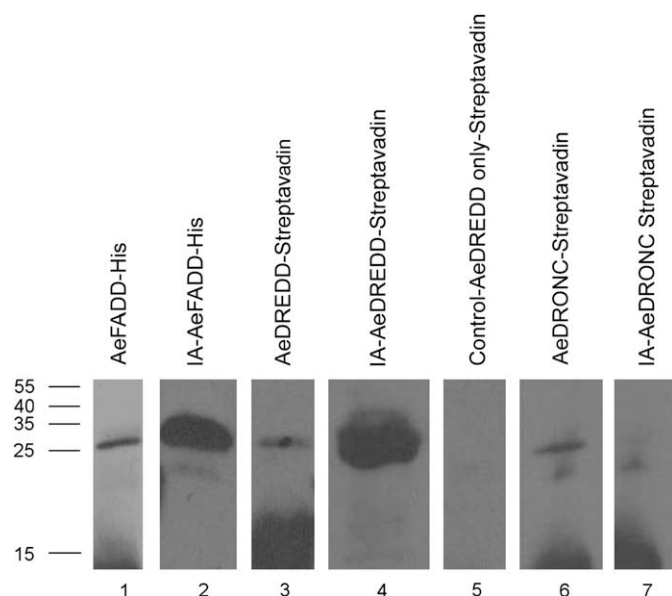 AeFADD-His
IA-AeFADD-His
AeDREDD-Streptavadin
IA-AeDREDD-Streptavadin
Control-AeDREDD only-Streptavadin
AeDRONC-Streptavadin
IA-AeDRONC Streptavadin
55
40
35
25
15
1 2 3 4 5 6 7